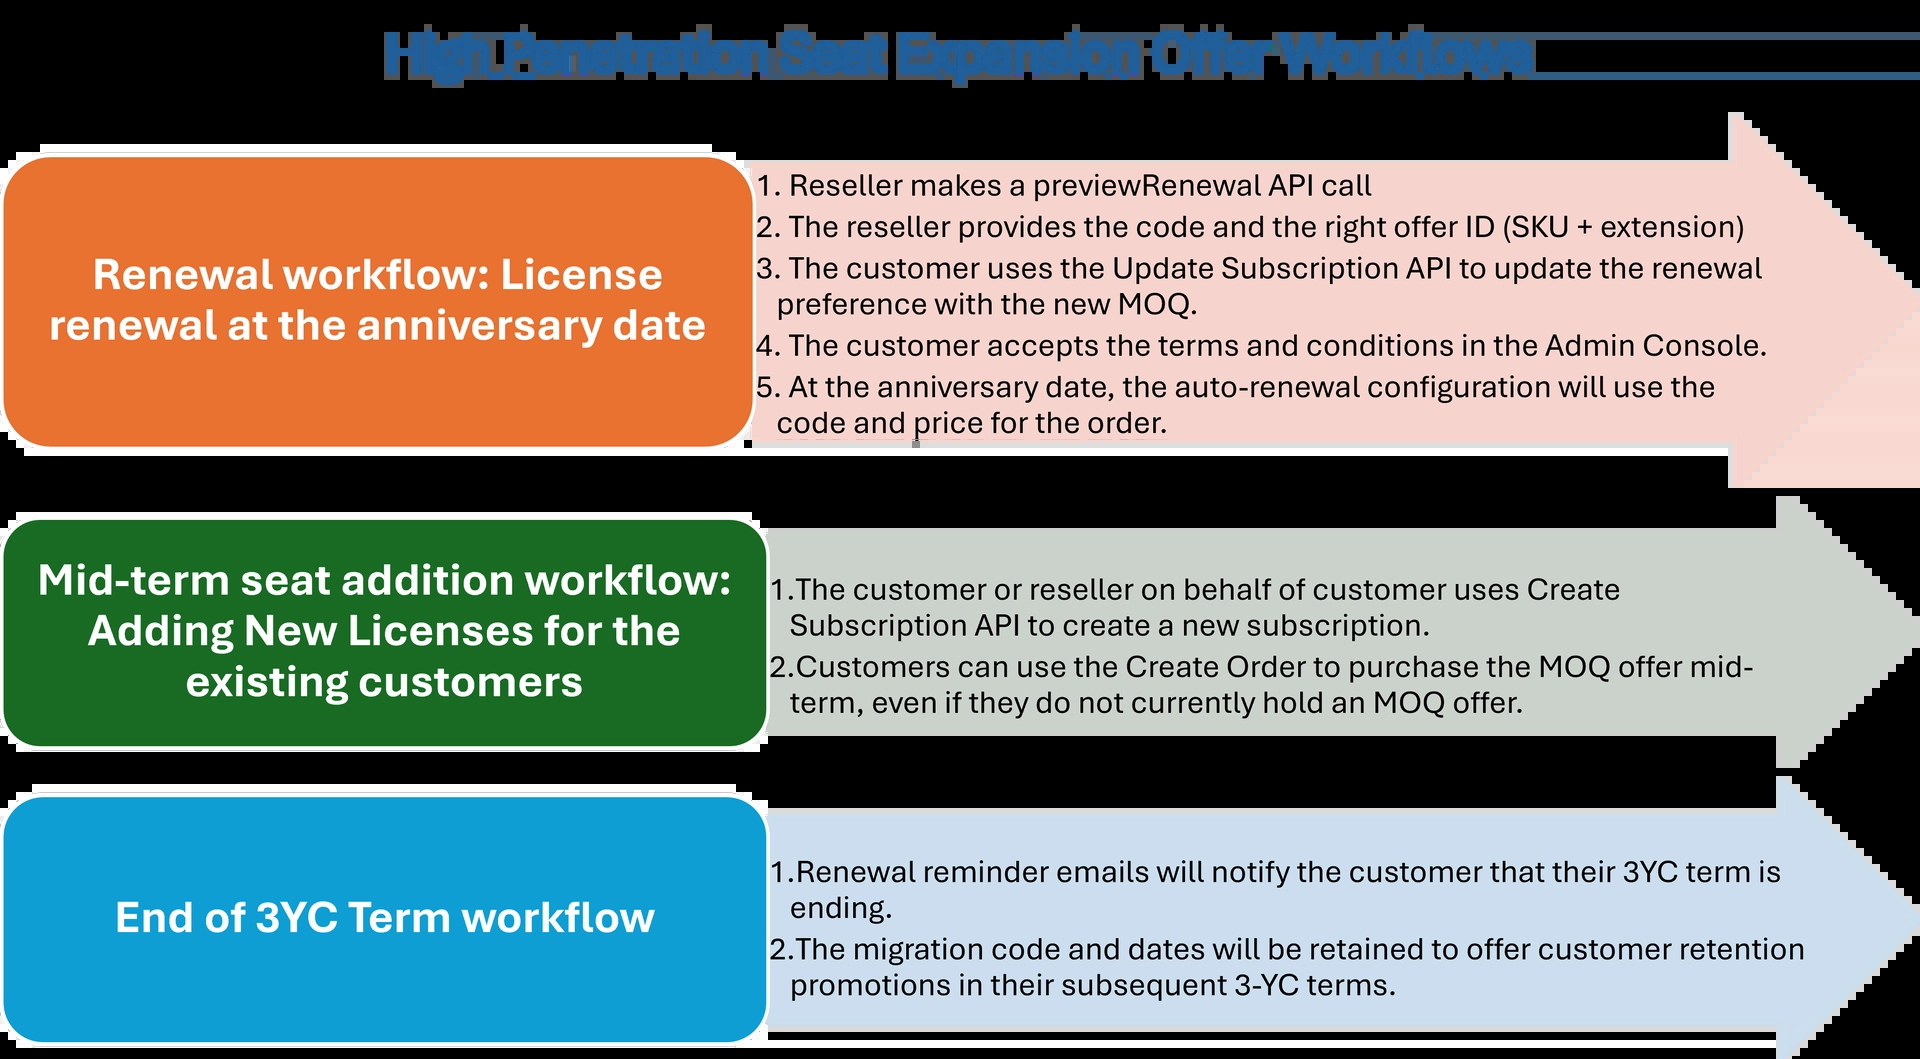 High Penetration Seat Expansion Offer Workflows
Renewal workflow: License
renewal at the anniversary date
1. Reseller makes a previewRenewal API call
2. The reseller provides the code and the right offer ID (SKU + extension)
3. The customer uses the Update Subscription API to update the renewal
preference with the new MOQ.
4. The customer accepts the terms and conditions in the Admin Console.
5. At the anniversary date, the auto-renewal configuration will use the
code and price for the order.
Mid-term seat addition workflow:
Adding New Licenses for the
existing customers
1.The customer or reseller on behalf of customer uses Create
Subscription API to create a new subscription.
2.Customers can use the Create Order to purchase the MOQ offer mid-
term, even if they do not currently hold an MOQ offer.
End of 3YC Term workflow
1.Renewal reminder emails will notify the customer that their 3YC term is
ending.
2.The migration code and dates will be retained to offer customer retention
promotions in their subsequent 3-YC terms.